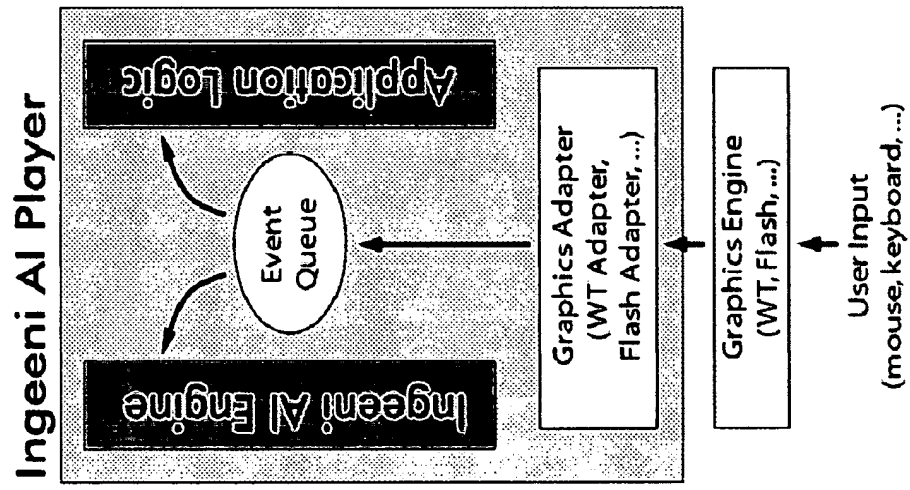 Ingeeni AI Player
Ingeeni AI Engine
Application Logic
Event
Queue
Graphics Adapter
(WT Adapter,
Flash Adapter, ...)
Graphics Engine
(WT, Flash, ...)
User Input
(mouse, keyboard, ...)